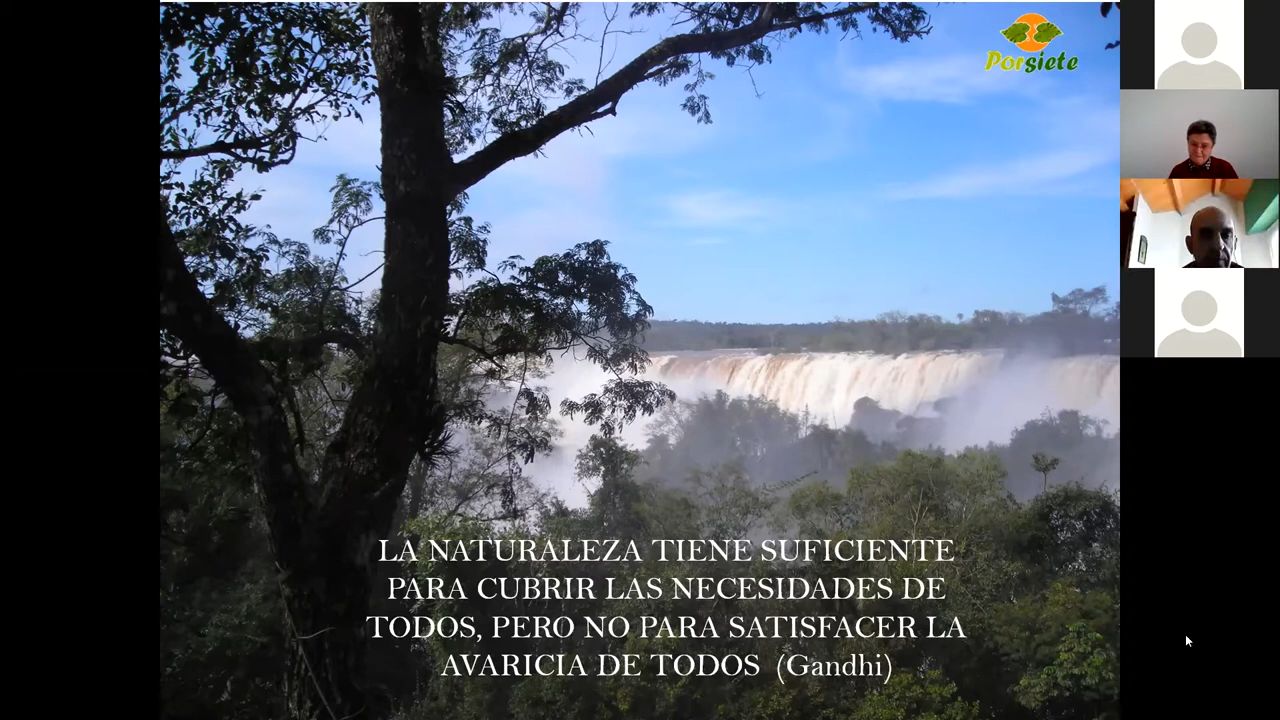 Porsiete
LA NATURALEZA TIENE SUFICIENTE
PARA CUBRIR LAS NECESIDADES DE
TODOS, PERO NO PARA SATISFACER LA
AVARICIA DE TODOS (Gandhi)